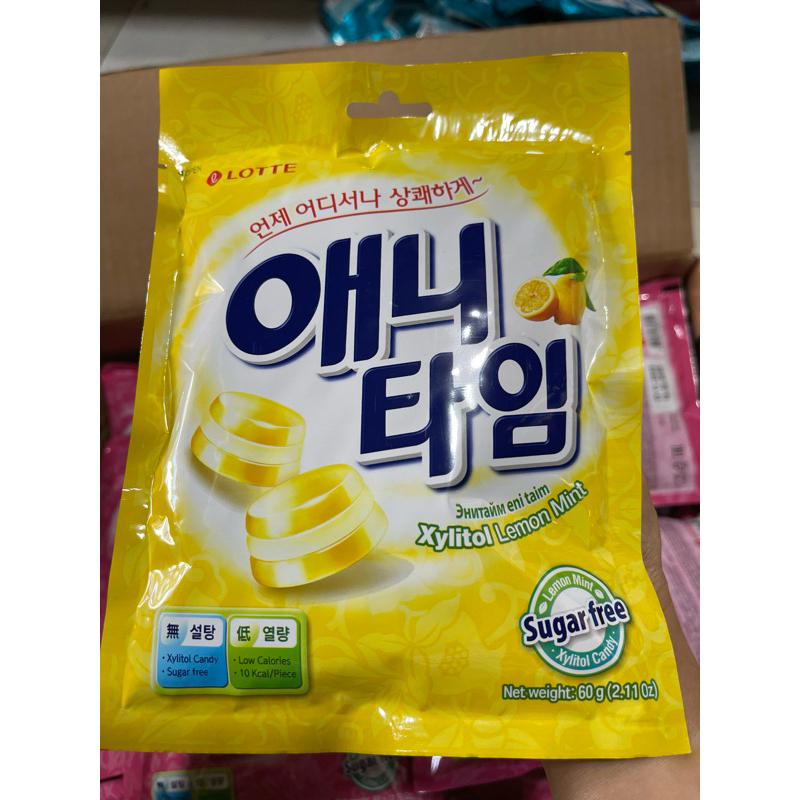 LOTTE
언제 어디서나 상쾌하게~
애니
타임
Энитайм eni taim
Xylitol Lemon Mint
Lemon Mint
Sugar free
Xylitol Candy
無 설탕
• Xylitol Candy
• Sugar free
低 열량
• Low Calories
• 10 Kcal/Piece
Net weight: 60 g (2.11 Oz)